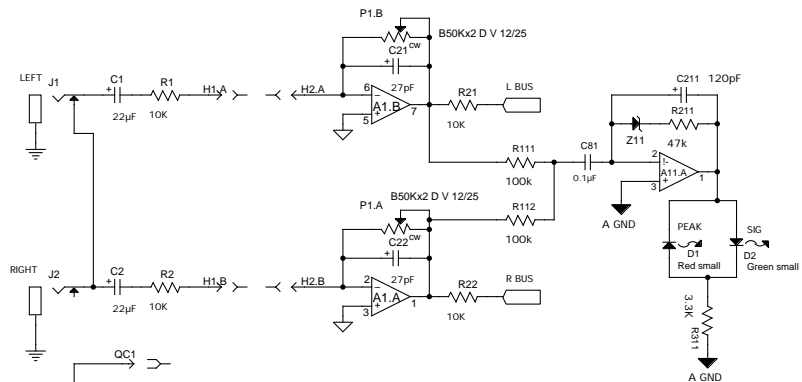 P1.B
B50Kx2 D V 12/25
C21 cw
27pF
LEFT
J1
C1
+
22µF
R1
10K
H1.A
H2.A
6
5
A1.B
7
R21
10K
L BUS
C211
120pF
+
R211
Z11
47k
R111
100k
C81
0.1µF
2
3
A11.A
1
A GND
P1.A
B50Kx2 D V 12/25
C22 cw
27pF
R112
100k
PEAK
D1
Red small
SIG
D2
Green small
RIGHT
J2
C2
+
22µF
R2
10K
H1.B
H2.B
2
3
A1.A
1
R22
10K
R BUS
3.3K
R311
A GND
QC1